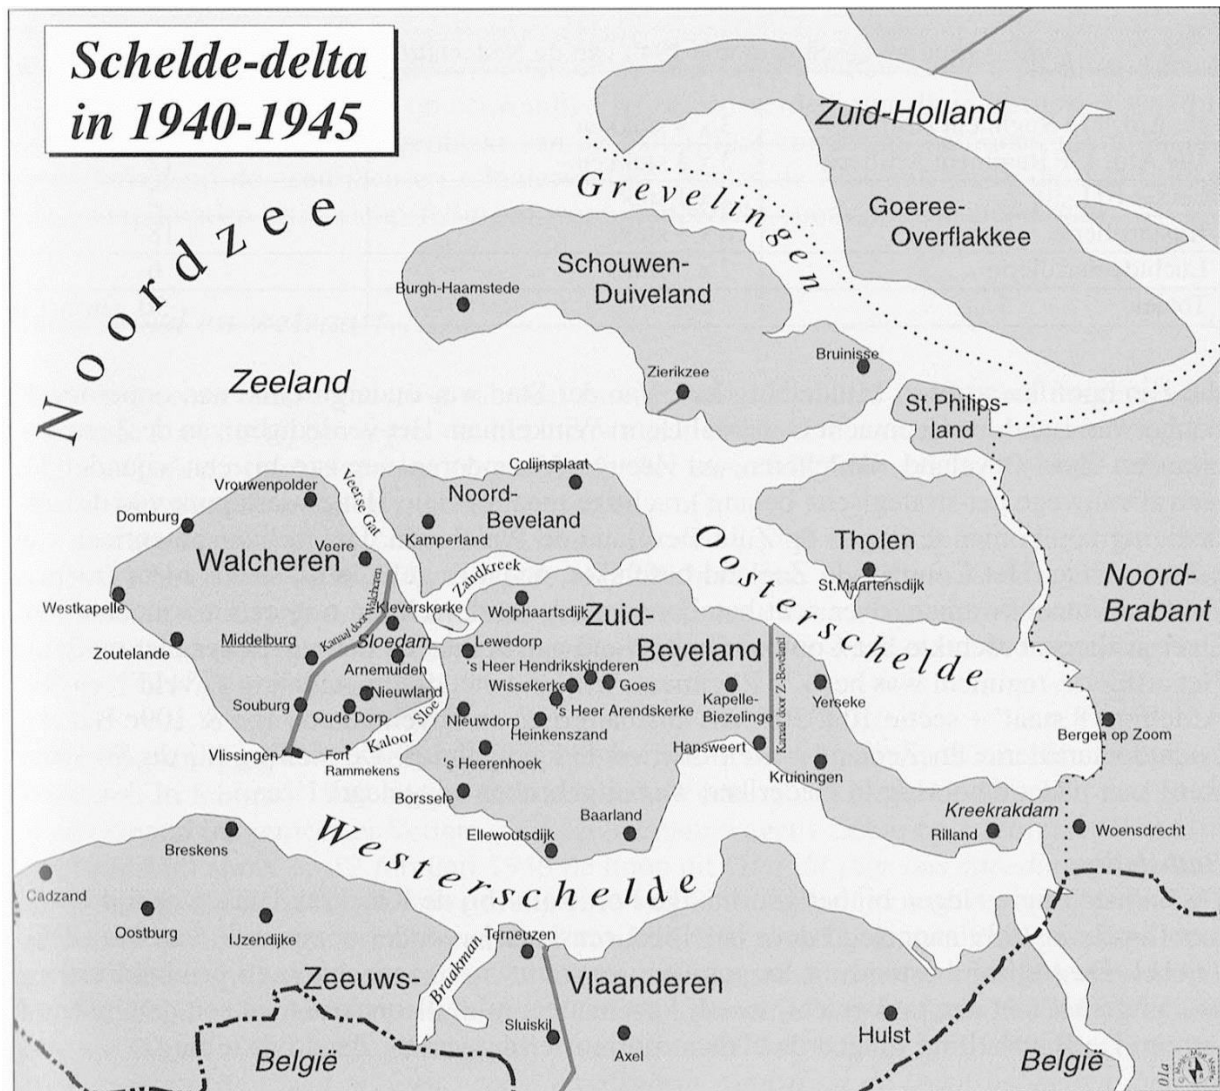 Schelde-delta
in 1940-1945
Noordzee
Zuid-Holland
Grevelingen
Goeree-
Overflakkee
Schouwen-
Duiveland
Burgh-Haamstede
Bruinisse
Zierikzee
Zeeland
St.Philips-
land
Colijnsplaat
Vrouwenpolder
Veerse Gat
Noord-
Beveland
Domburg
Kamperland
Oosterschelde
Tholen
Veere
Walcheren
Zandkreek
St.Maartensdijk
Noord-
Brabant
Westkapelle
Kanaal door Walcheren
Kleverskerke
Wolphaartsdijk
Zuid-
Beveland
Zoutelande
Middelburg
Sloedam
Lewedorp
Arnemuiden
's Heer Hendrikskinderen
Nieuwland
Wissekerke
Goes
Kapelle-
Biezelinge
Kanaal door Z-Beveland
Yerseke
Souburg
Oude Dorp
Sloe
Nieuwdorp
's Heer Arendskerke
Heinkenszand
Bergen op Zoom
Vlissingen
Fort
Rammekens
Kaloot
's Heerenhoek
Hansweert
Kruiningen
Borssele
Baarland
Kreekrakdam
Breskens
Westerschelde
Ellewoutsdijk
Rilland
Woensdrecht
Cadzand
Oostburg
IJzendijke
Terneuzen
Braakman
Zeeuws-
Vlaanderen
Sluiskil
Axel
Hulst
België
België
01a